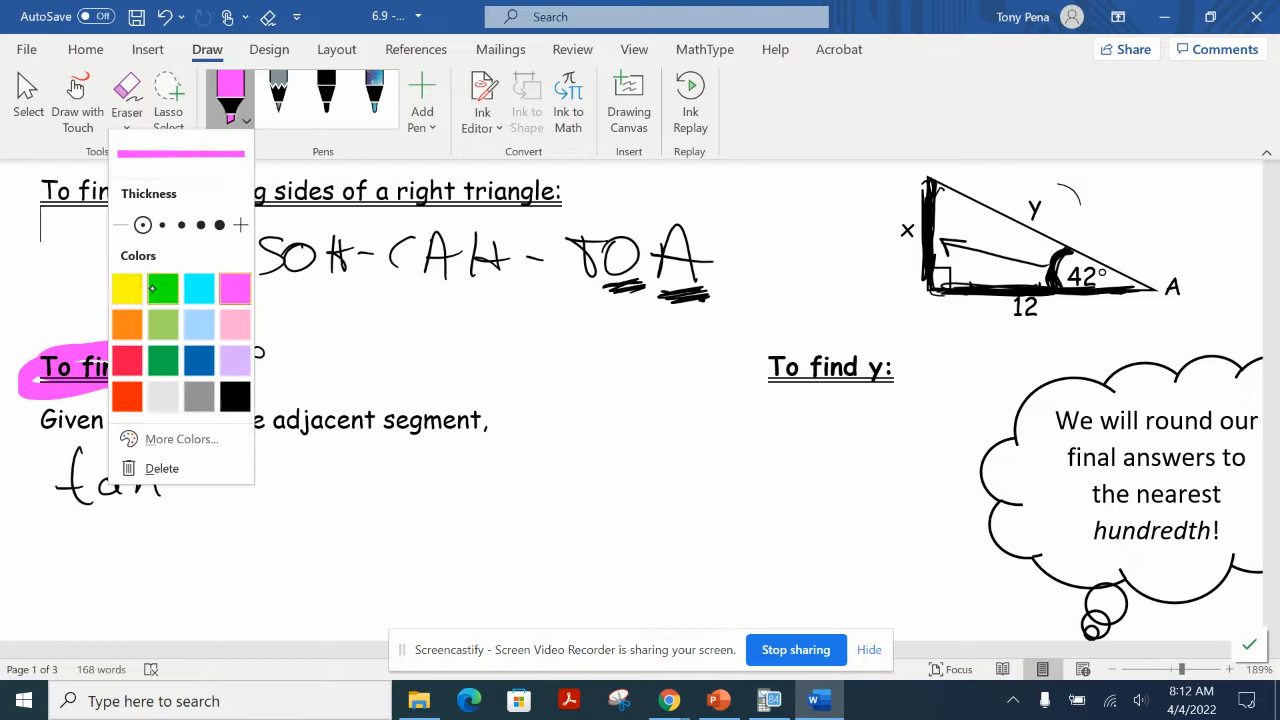 AutoSave Off 6.9 -... Search Tony Pena
File Home Insert Draw Design Layout References Mailings Review View MathType Help Acrobat Share Comments
Select Draw with Touch Eraser Lasso Select Add Pen Ink Editor Ink to Shape Ink to Math Drawing Canvas Ink Replay
Tools Pens Convert Insert Replay
Thickness
Colors
More Colors...
Delete
To fin g sides of a right triangle:
SOH-CAH-TOA
y
x
42°
A
12
To fin
To find y:
Given e adjacent segment,
tan
We will round our
final answers to
the nearest
hundredth!
Screencastify - Screen Video Recorder is sharing your screen. Stop sharing Hide
Page 1 of 3 168 words Focus 189%
Type here to search
84
8:12 AM
4/4/2022